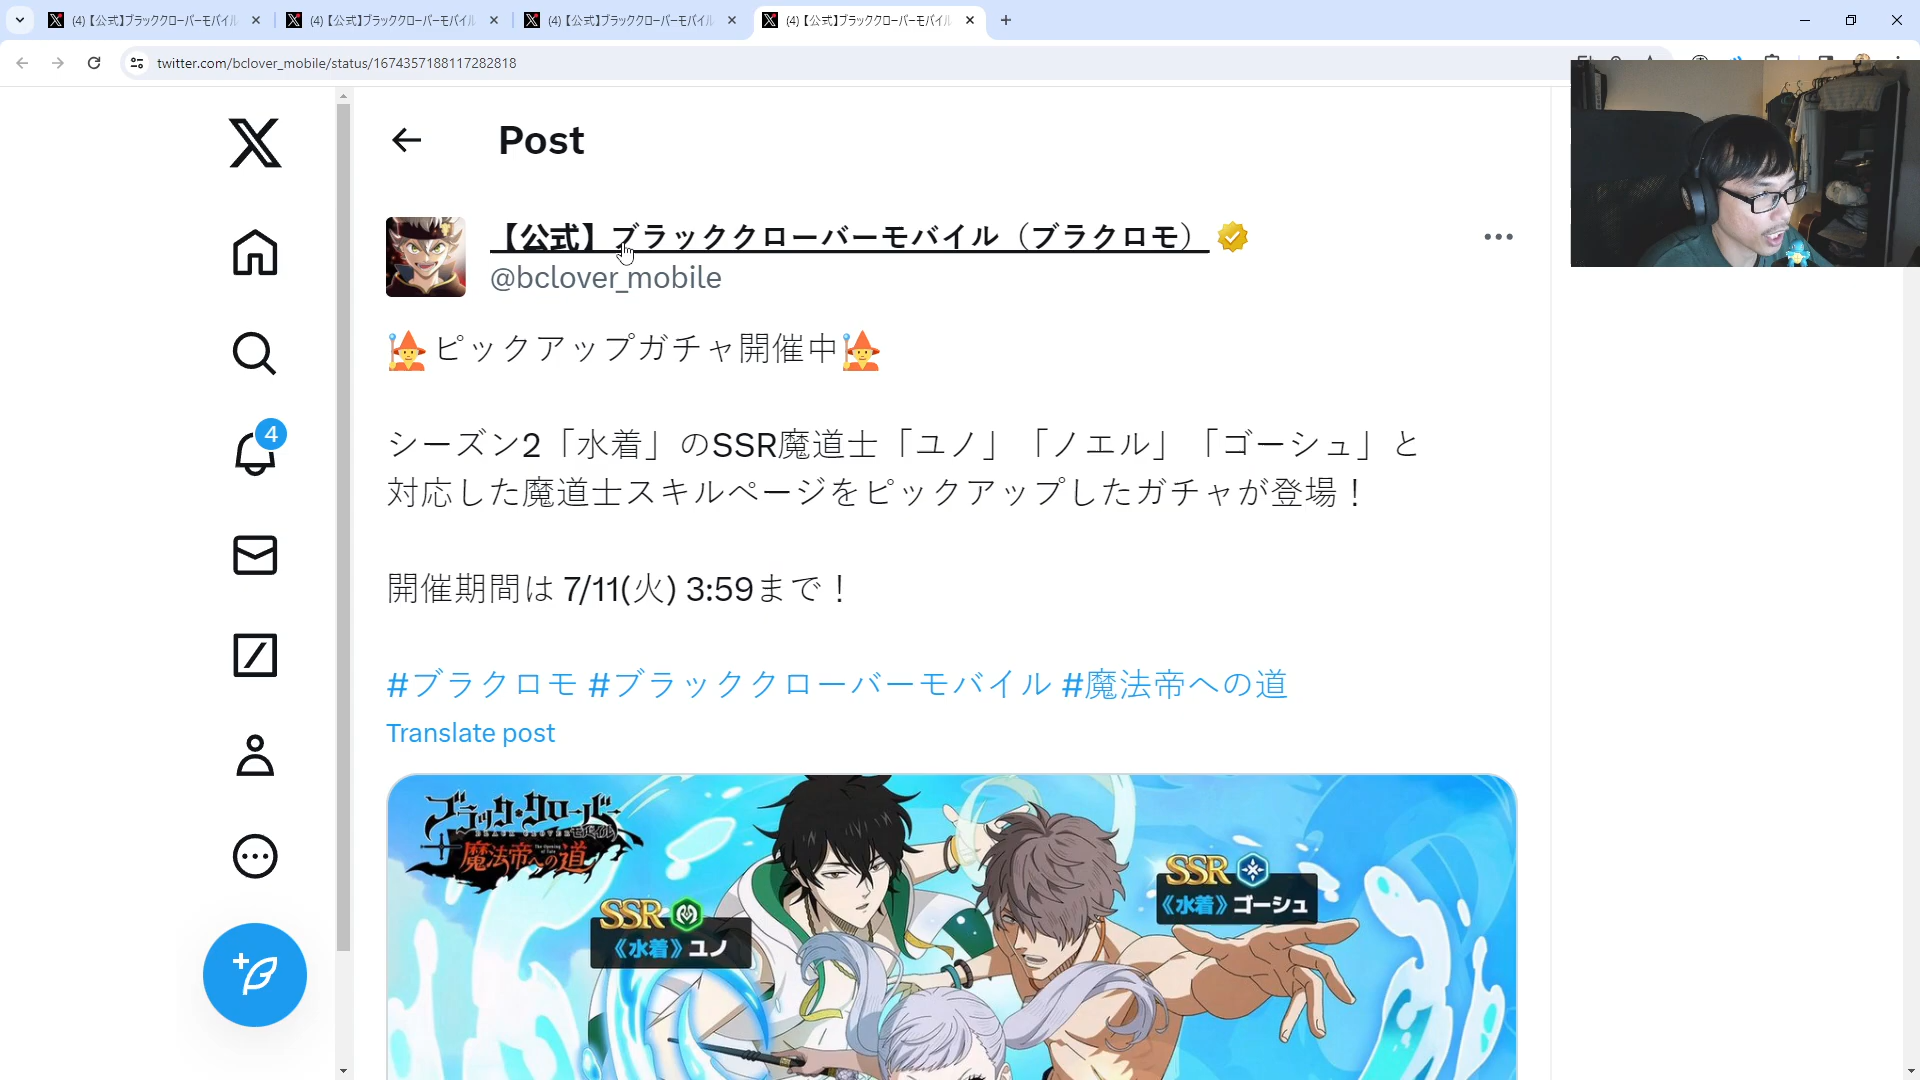 (4)【公式】ブラッククローバーモバイル
(4)【公式】ブラッククローバーモバイル
(4)【公式】ブラッククローバーモバイル
(4)【公式】ブラッククローバーモバイル
twitter.com/bclover_mobile/status/1674357188117282818
Post
【公式】ブラッククローバーモバイル（ブラクロモ）
@bclover_mobile
ピックアップガチャ開催中
4
シーズン2「水着」のSSR魔道士「ユノ」「ノエル」「ゴーシュ」と
対応した魔道士スキルページをピックアップしたガチャが登場！
開催期間は 7/11(火) 3:59まで！
#ブラクロモ #ブラッククローバーモバイル #魔法帝への道
Translate post
ブラッククローバー
BLACK CLOVER モバイル
魔法帝への道
SSR
《水着》ゴーシュ
SSR
《水着》ユノ